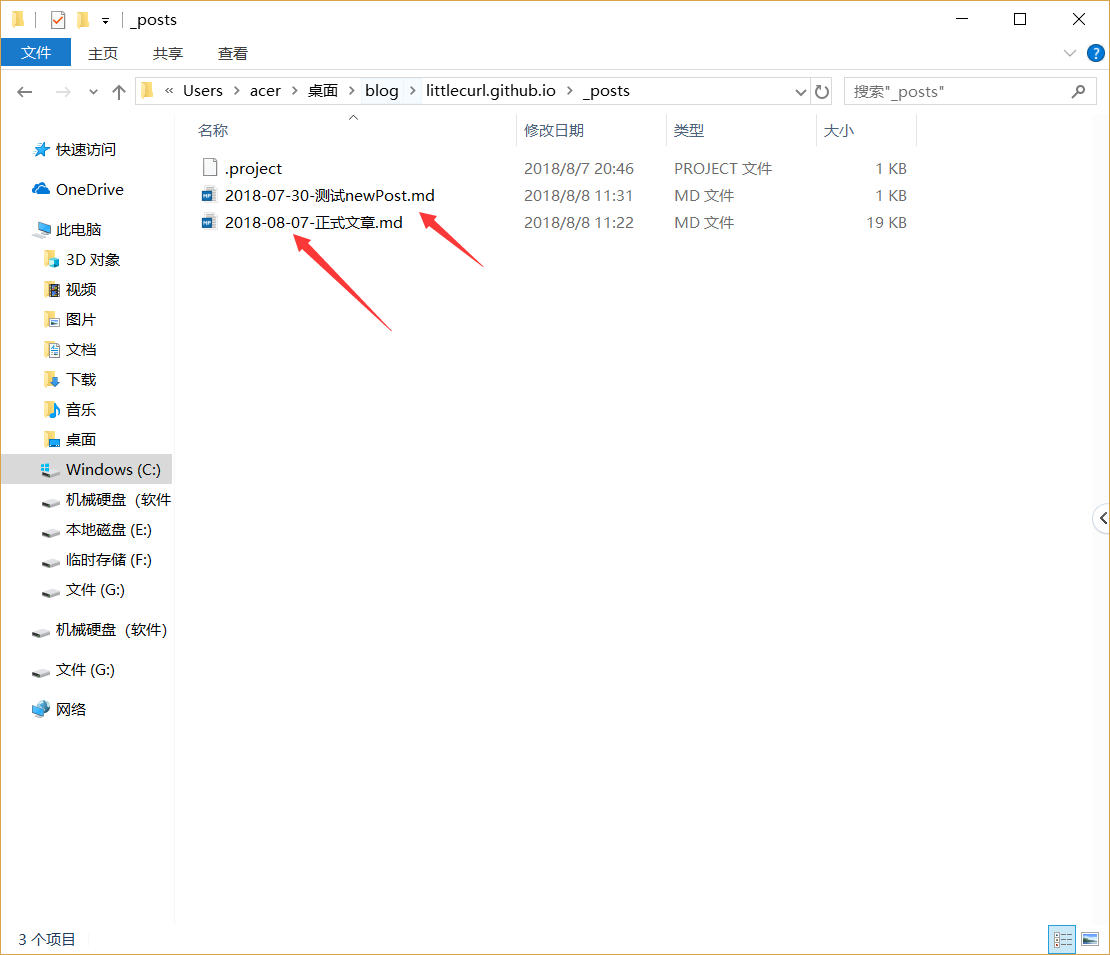 _posts
文件 主页 共享 查看
« Users > acer > 桌面 > blog > littlecurl.github.io > _posts 搜索"_posts"
名称 修改日期 类型 大小
.project 2018/8/7 20:46 PROJECT 文件 1 KB
2018-07-30-测试newPost.md 2018/8/8 11:31 MD 文件 1 KB
2018-08-07-正式文章.md 2018/8/8 11:22 MD 文件 19 KB
快速访问
OneDrive
此电脑
3D 对象
视频
图片
文档
下载
音乐
桌面
Windows (C:)
机械硬盘（软件
本地磁盘 (E:)
临时存储 (F:)
文件 (G:)
机械硬盘（软件）
文件 (G:)
网络
3 个项目